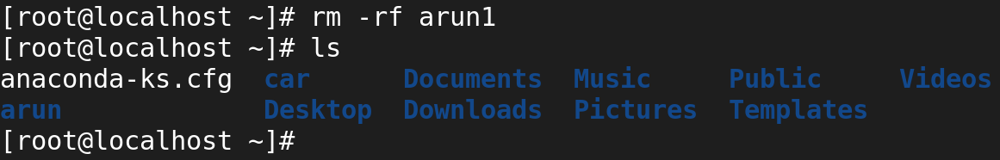 [root@localhost ~]# rm -rf arun1
[root@localhost ~]# ls
anaconda-ks.cfg  car      Documents  Music     Public     Videos
arun             Desktop  Downloads  Pictures  Templates
[root@localhost ~]#